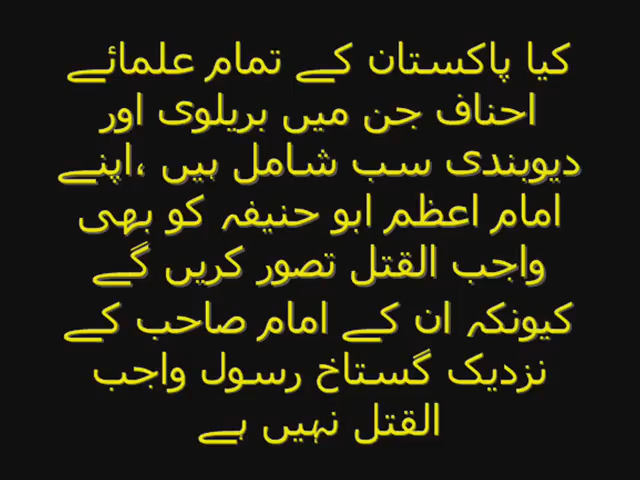 کیا پاکستان کے تمام علمائے
احناف جن میں بریلوی اور
دیوبندی سب شامل ہیں ،اپنے
امام اعظم ابو حنیفہ کو بھی
واجب القتل تصور کریں گے
کیونکہ ان کے امام صاحب کے
نزدیک گستاخ رسول واجب
القتل نہیں ہے